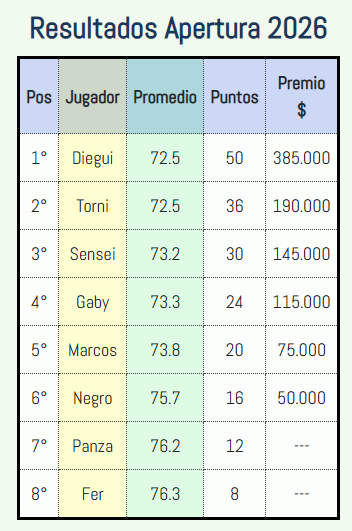 Resultados Apertura 2026
Pos Jugador Promedio Puntos Premio $
1° Diegui 72.5 50 385.000
2° Torni 72.5 36 190.000
3° Sensei 73.2 30 145.000
4° Gaby 73.3 24 115.000
5° Marcos 73.8 20 75.000
6° Negro 75.7 16 50.000
7° Panza 76.2 12 ---
8° Fer 76.3 8 ---